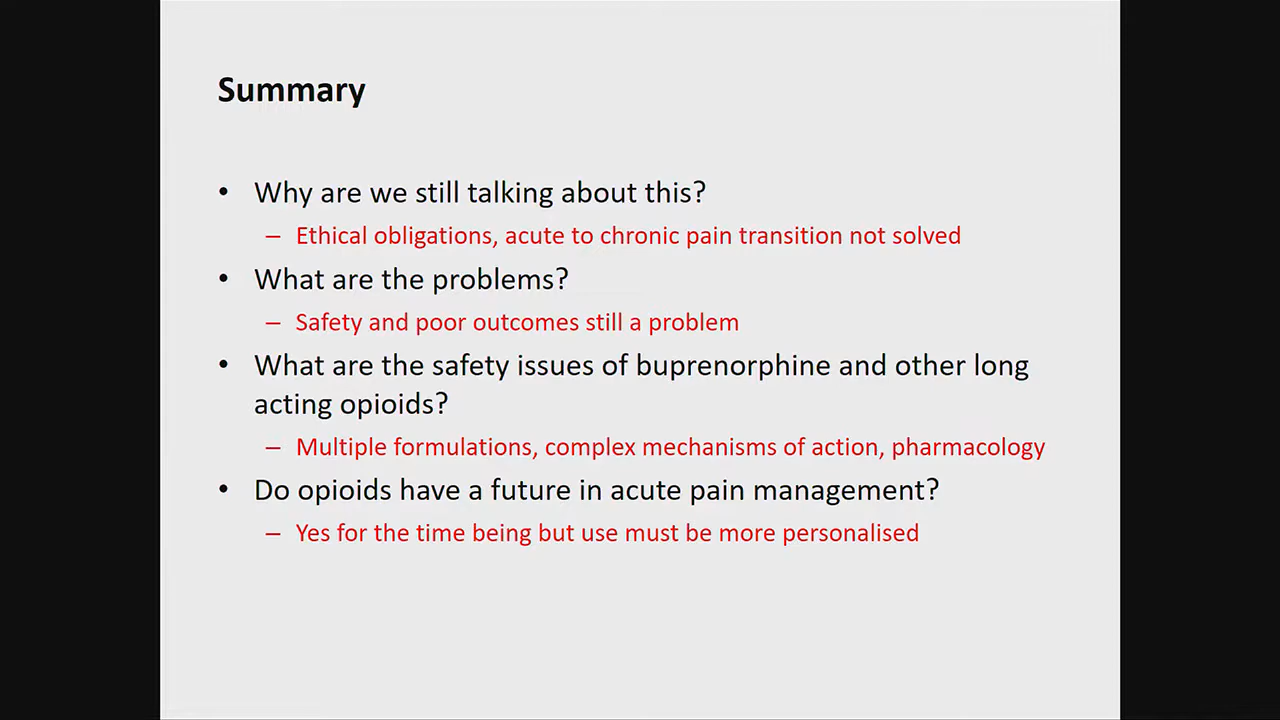 Summary
• Why are we still talking about this?
– Ethical obligations, acute to chronic pain transition not solved
• What are the problems?
– Safety and poor outcomes still a problem
• What are the safety issues of buprenorphine and other long
acting opioids?
– Multiple formulations, complex mechanisms of action, pharmacology
• Do opioids have a future in acute pain management?
– Yes for the time being but use must be more personalised